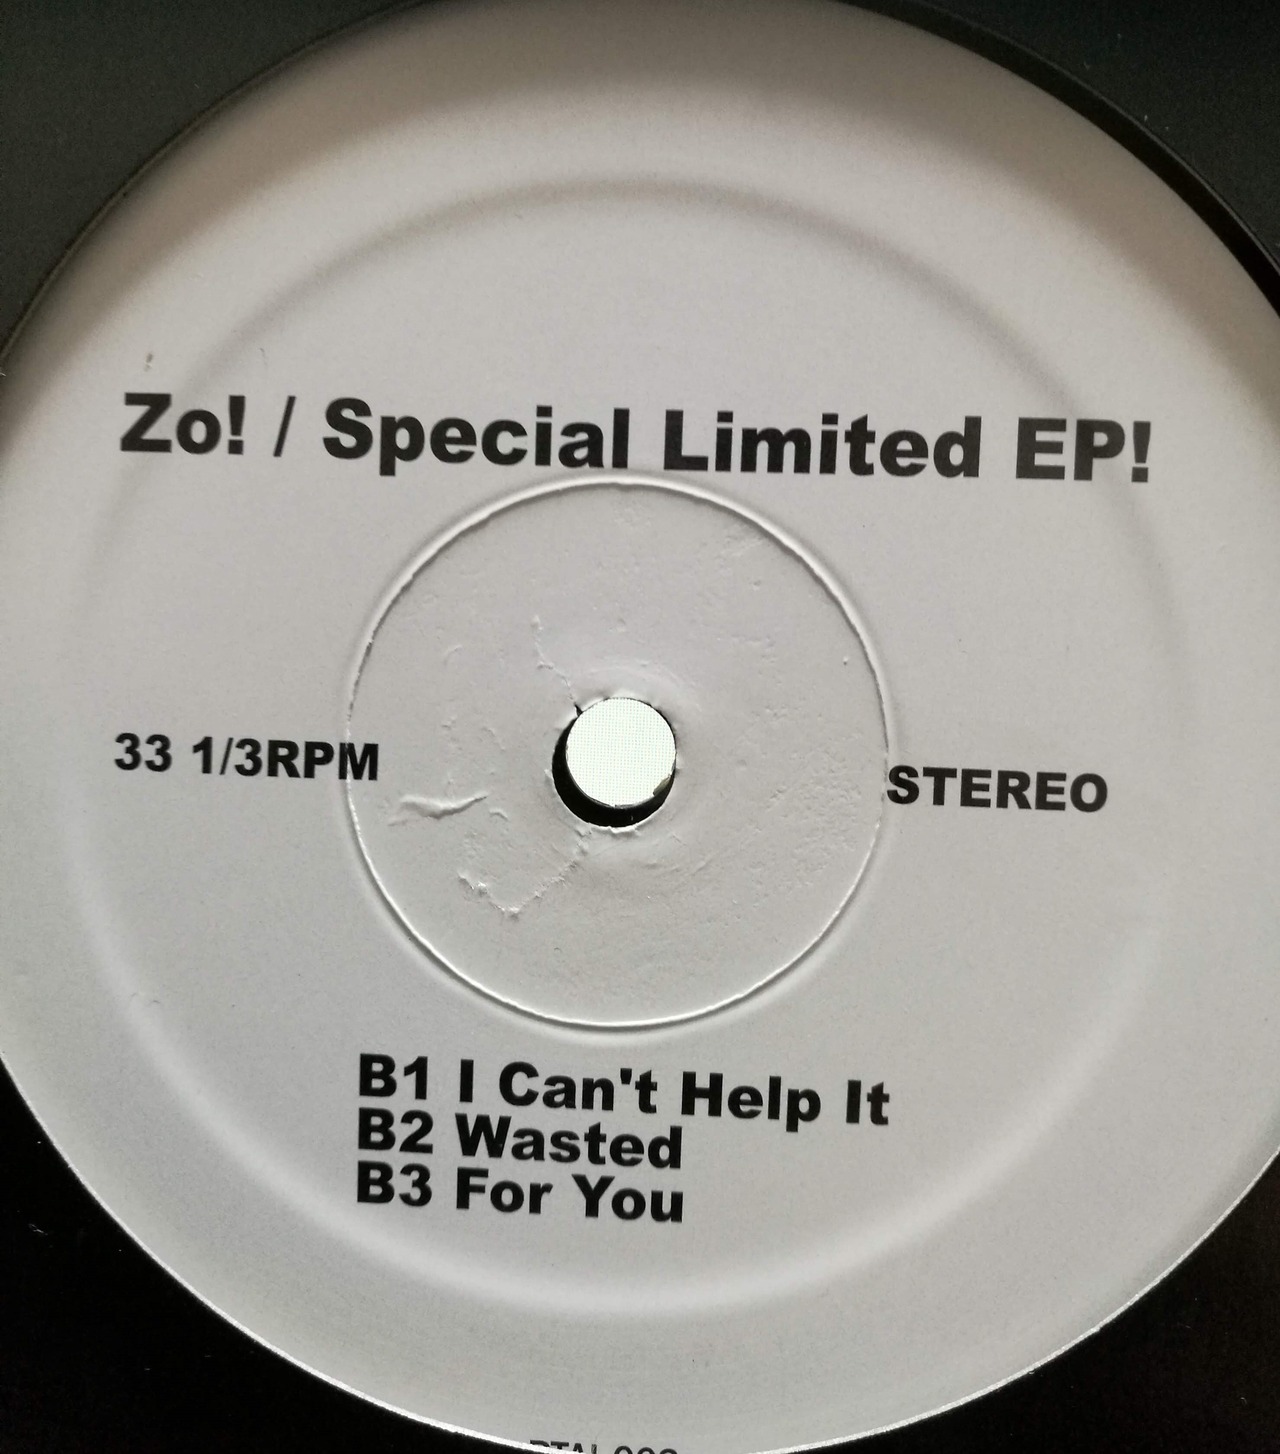 Zo! / Special Limited EP!
33 1/3RPM
STEREO
B1 I Can't Help It
B2 Wasted
B3 For You